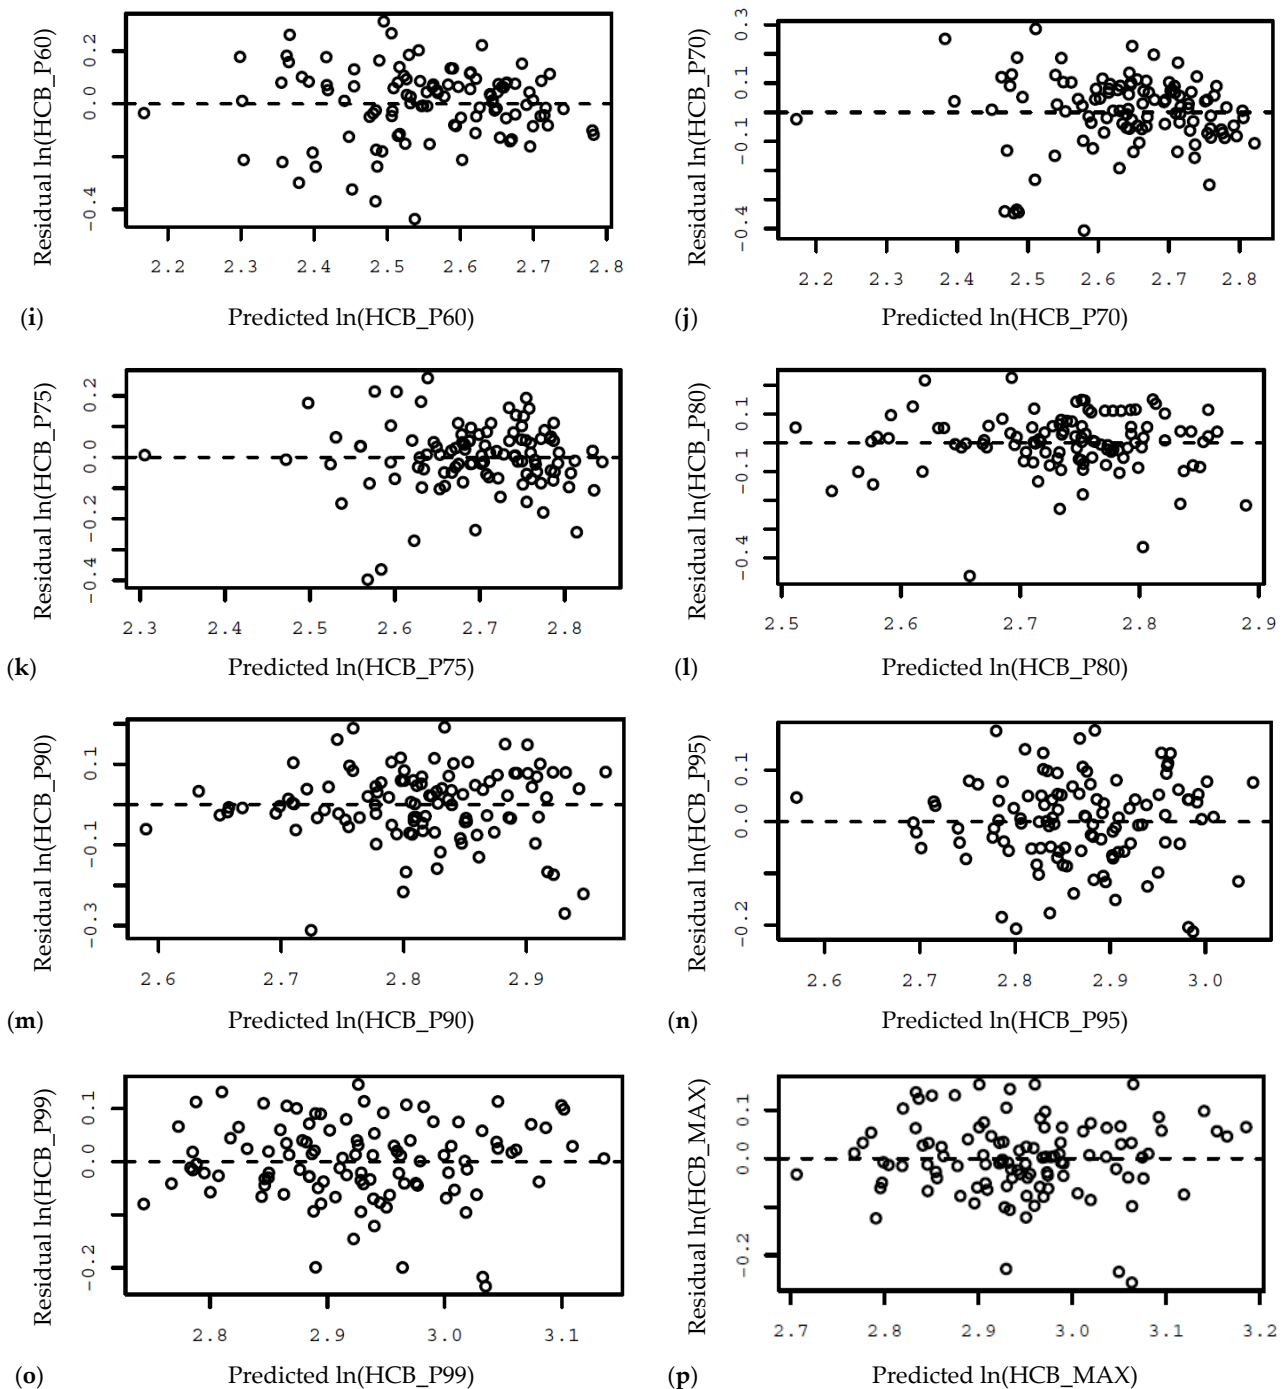 Residual ln(HCB_P60)
0.2
0.0
-0.4
2.2 2.3 2.4 2.5 2.6 2.7 2.8
(i) Predicted ln(HCB_P60)
Residual ln(HCB_P70)
0.3
0.1
-0.1
-0.4
2.2 2.3 2.4 2.5 2.6 2.7 2.8
(j) Predicted ln(HCB_P70)
Residual ln(HCB_P75)
0.2
0.0
-0.2
-0.4
2.3 2.4 2.5 2.6 2.7 2.8
(k) Predicted ln(HCB_P75)
Residual ln(HCB_P80)
0.1
-0.1
-0.4
2.5 2.6 2.7 2.8 2.9
(l) Predicted ln(HCB_P80)
Residual ln(HCB_P90)
0.1
-0.1
-0.3
2.6 2.7 2.8 2.9
(m) Predicted ln(HCB_P90)
Residual ln(HCB_P95)
0.1
0.0
-0.2
2.6 2.7 2.8 2.9 3.0
(n) Predicted ln(HCB_P95)
Residual ln(HCB_P99)
0.1
0.0
-0.2
2.8 2.9 3.0 3.1
(o) Predicted ln(HCB_P99)
Residual ln(HCB_MAX)
0.1
0.0
-0.2
2.7 2.8 2.9 3.0 3.1 3.2
(p) Predicted ln(HCB_MAX)